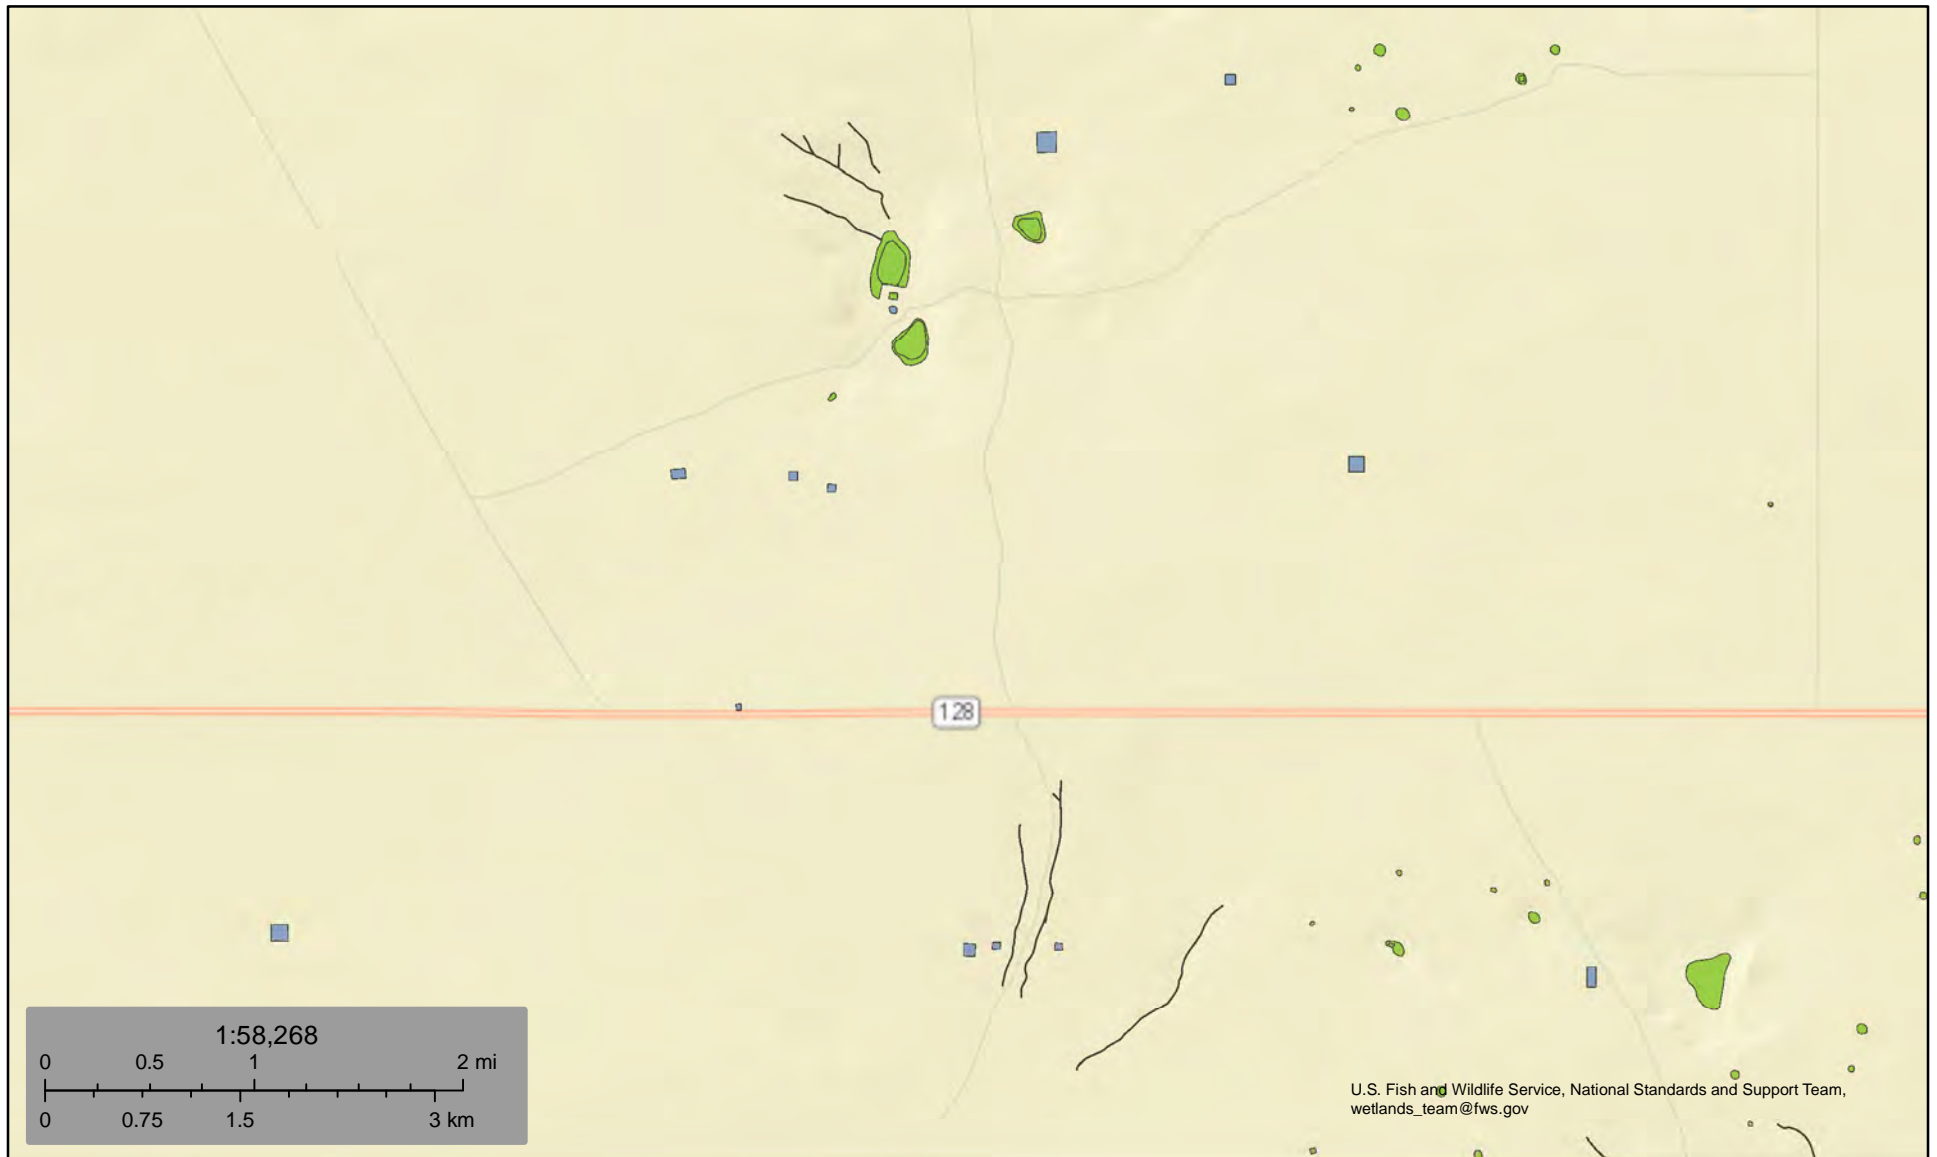 128
1:58,268
0 0.5 1 2 mi
0 0.75 1.5 3 km
U.S. Fish and Wildlife Service, National Standards and Support Team,
wetlands_team@fws.gov